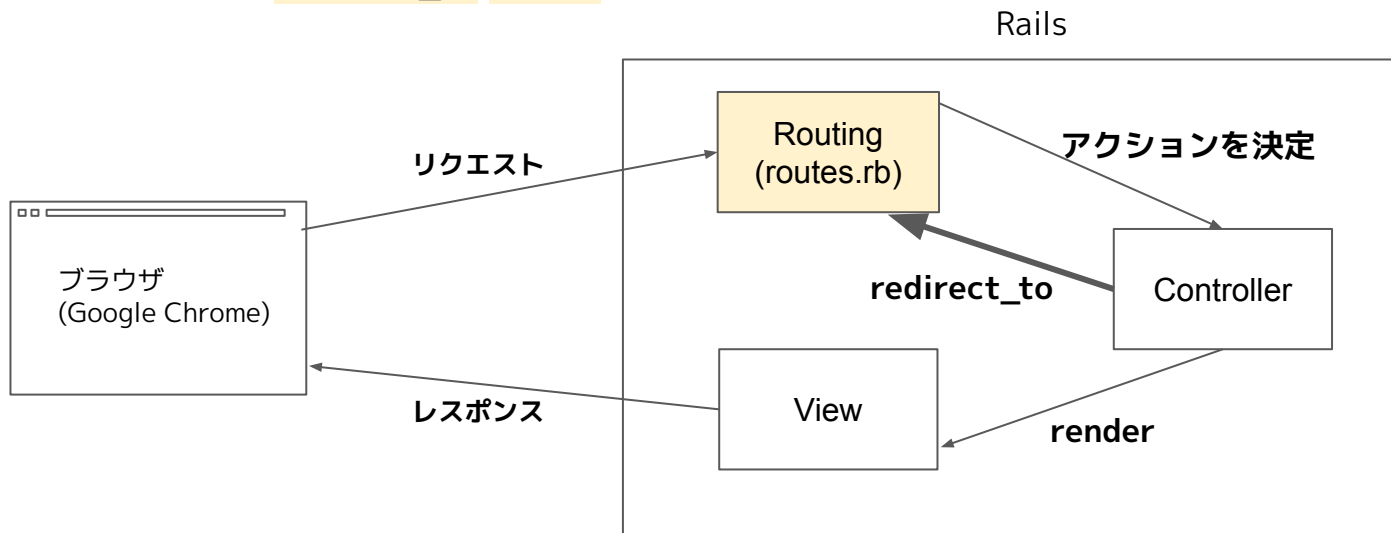 Rails
Routing
(routes.rb)
アクションを決定
リクエスト
ブラウザ
(Google Chrome)
redirect_to
Controller
View
レスポンス
render